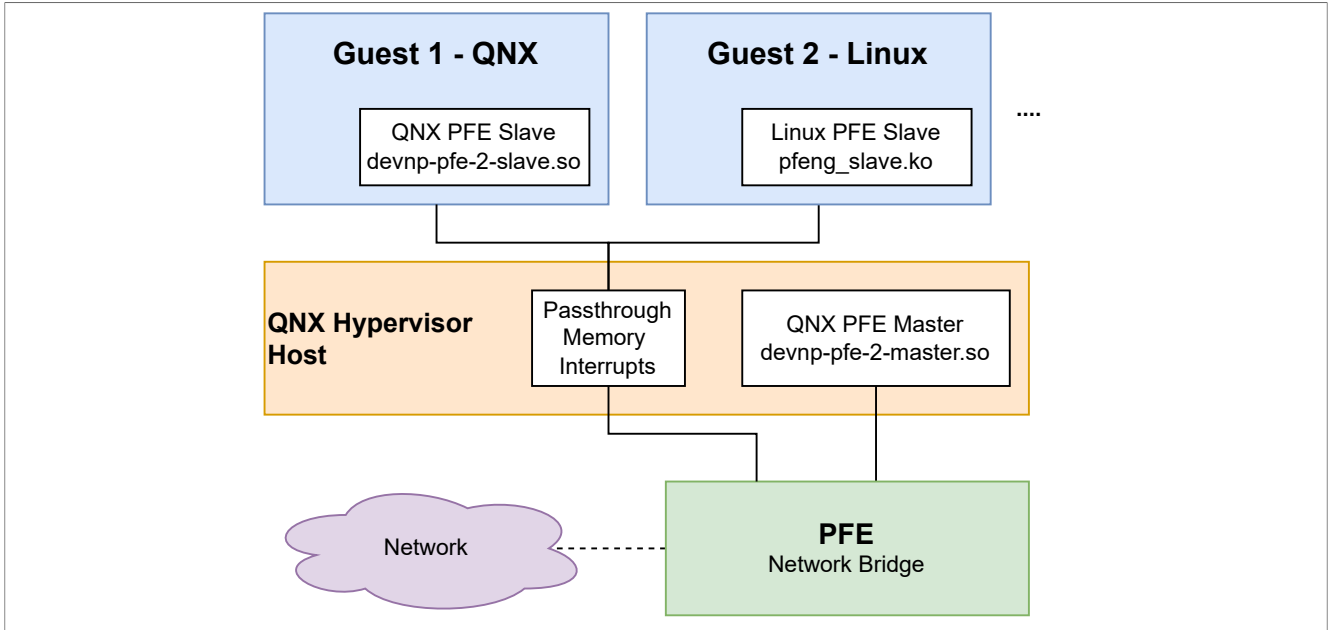 Guest 1 - QNX
QNX PFE Slave
devnp-pfe-2-slave.so
Guest 2 - Linux
Linux PFE Slave
pfeng_slave.ko
....
QNX Hypervisor
Host
Passthrough
Memory
Interrupts
QNX PFE Master
devnp-pfe-2-master.so
Network
PFE
Network Bridge